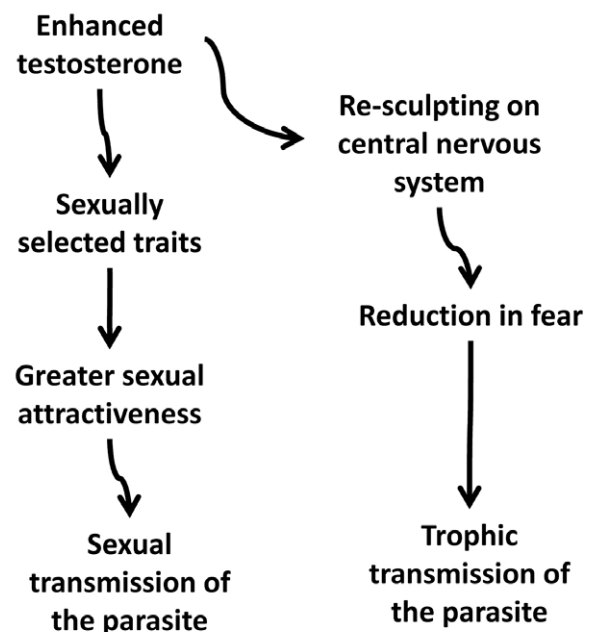 Enhanced
testosterone
Re-sculpting on
central nervous
system
Sexually
selected traits
Reduction in fear
Greater sexual
attractiveness
Sexual
transmission of
the parasite
Trophic
transmission of
the parasite